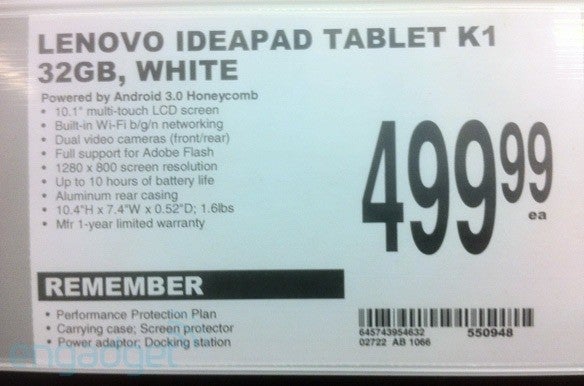 LENOVO IDEAPAD TABLET K1
32GB, WHITE
Powered by Android 3.0 Honeycomb
• 10.1" multi-touch LCD screen
• Built-in Wi-Fi b/g/n networking
• Dual video cameras (front/rear)
• Full support for Adobe Flash
• 1280 x 800 screen resolution
• Up to 10 hours of battery life
• Aluminum rear casing
• 10.4"H x 7.4"W x 0.52"D; 1.6lbs
• Mfr 1-year limited warranty
499 99
ea
REMEMBER
• Performance Protection Plan
• Carrying case; Screen protector
• Power adaptor; Docking station
645743954632 550948
02722 AB 1066
engadget